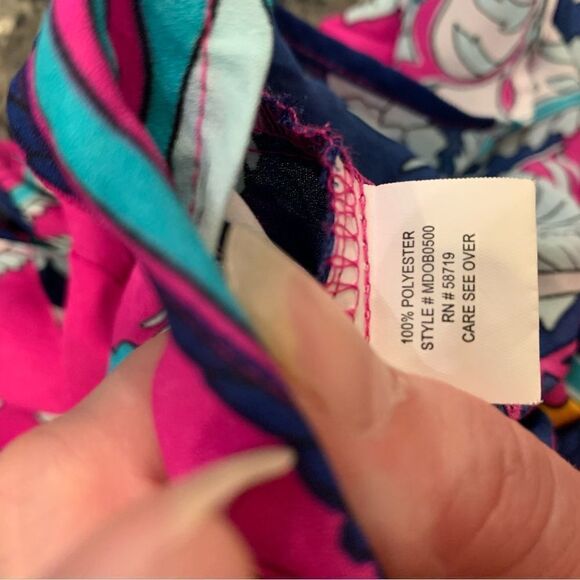 100% POLYESTER
STYLE # MDOB0500
RN # 58719
CARE SEE OVER